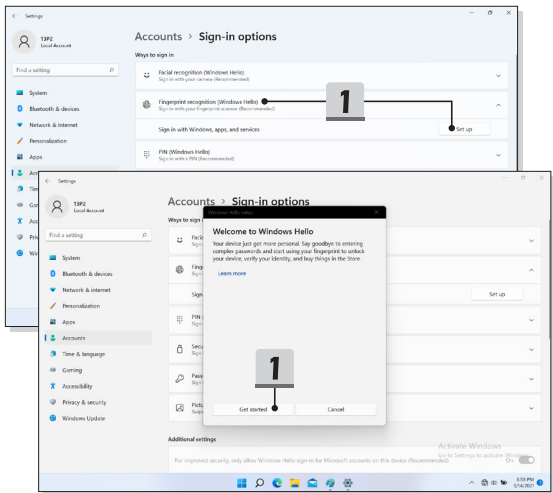 Settings
13P2
Local Account
Find a setting
System
Bluetooth & devices
Network & internet
Personalization
Apps
Accounts > Sign-in options
Ways to sign in
Facial recognition (Windows Hello)
Sign in with your camera (Recommended)
Fingerprint recognition (Windows Hello)
Sign in with your fingerprint scanner (Recommended)
1
Sign in with Windows, apps, and services
Set up
PIN (Windows Hello)
Sign in with a PIN (Recommended)
Settings
13P2
Local Account
Find a setting
System
Bluetooth & devices
Network & internet
Personalization
Apps
Accounts
Time & language
Gaming
Accessibility
Privacy & security
Windows Update
Accounts > Sign-in options
Ways to sign
Set up
Windows Hello setup
Welcome to Windows Hello
Your device just got more personal. Say goodbye to entering
complex passwords and start using your fingerprint to unlock
your device, verify your identity, and buy things in the Store.
Learn more
1
Get started
Cancel
Additional settings
For improved security, only allow Windows Hello sign-in for Microsoft accounts on this device (Recommended)
On
Activate Windows
Go to Settings to activate Windows.
6:59 PM